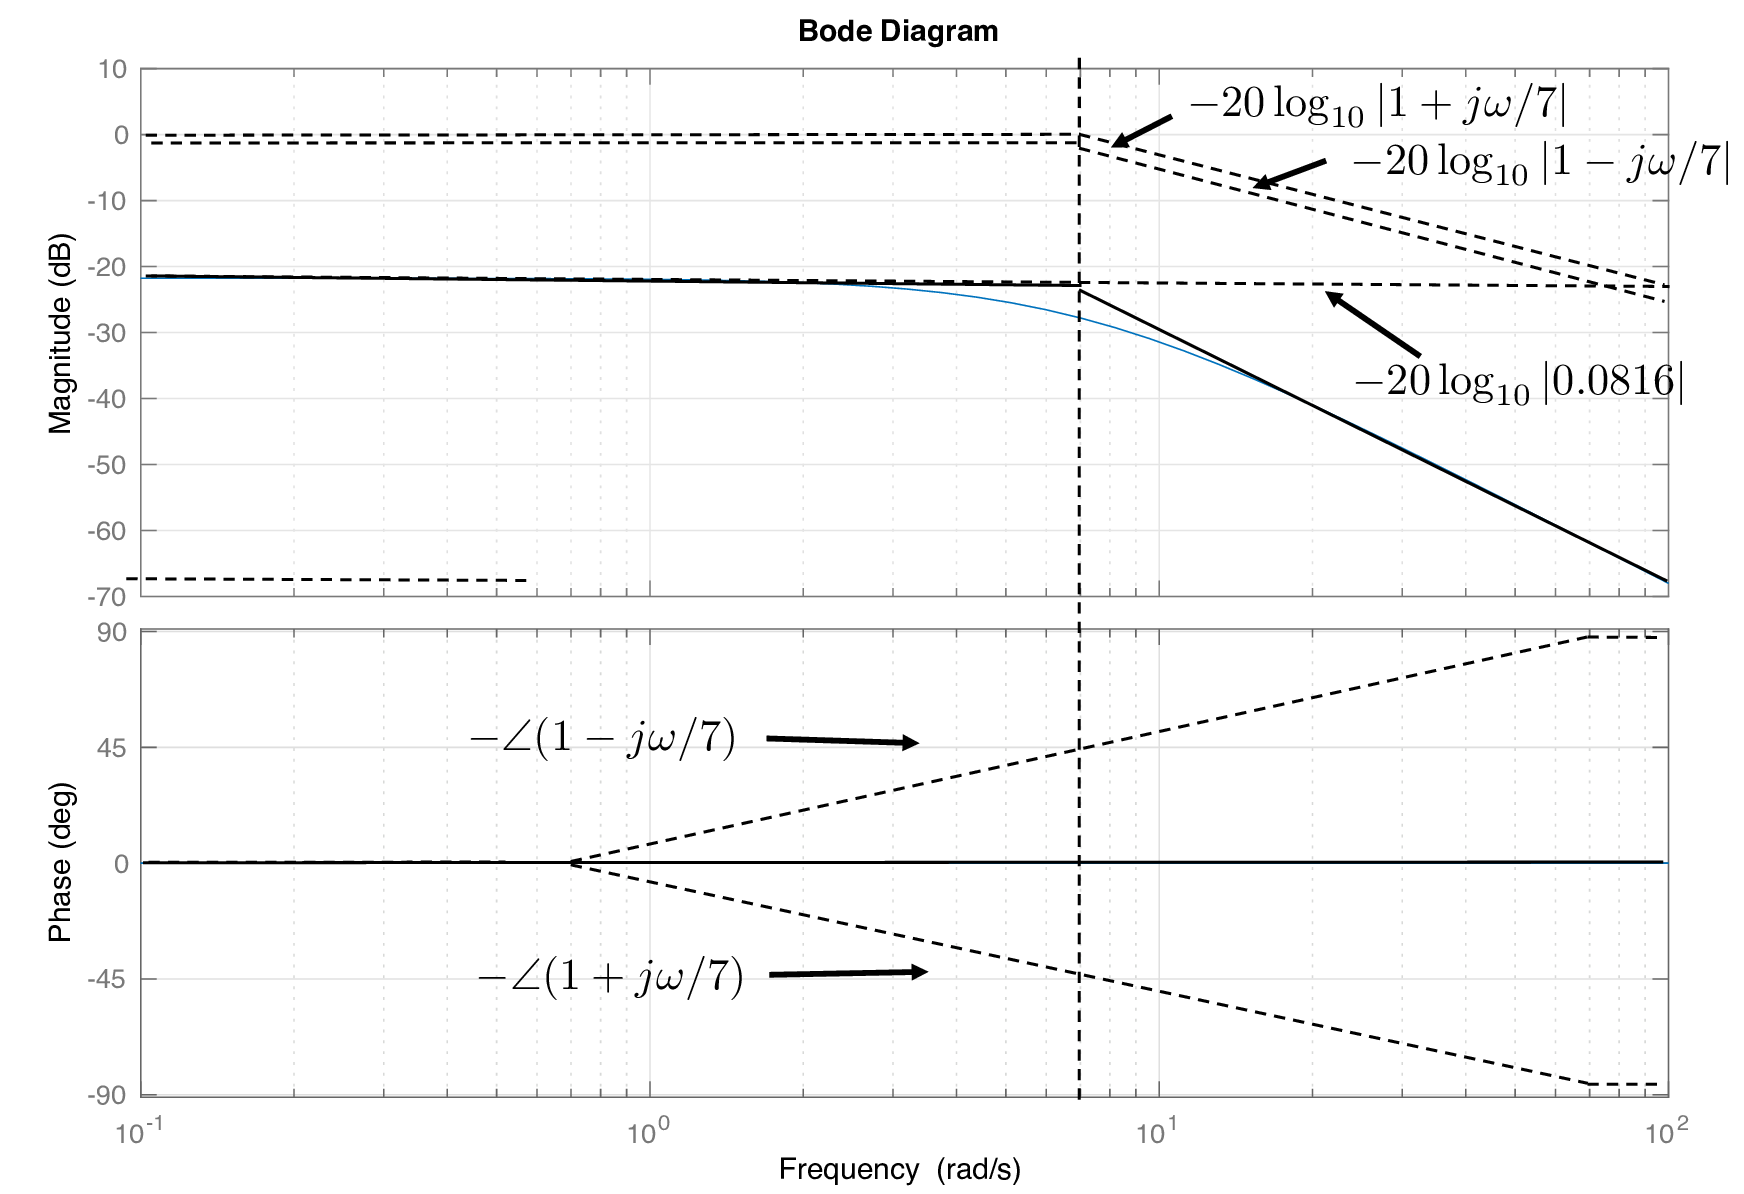 Bode Diagram
10
0
-10
-20
-30
-40
-50
-60
-70
Magnitude (dB)
−20 log₁₀ |1 + jω/7|
−20 log₁₀ |1 − jω/7|
−20 log₁₀ |0.0816|
90
45
0
-45
-90
Phase (deg)
−∠(1 − jω/7)
−∠(1 + jω/7)
10⁻¹
10⁰
10¹
10²
Frequency (rad/s)